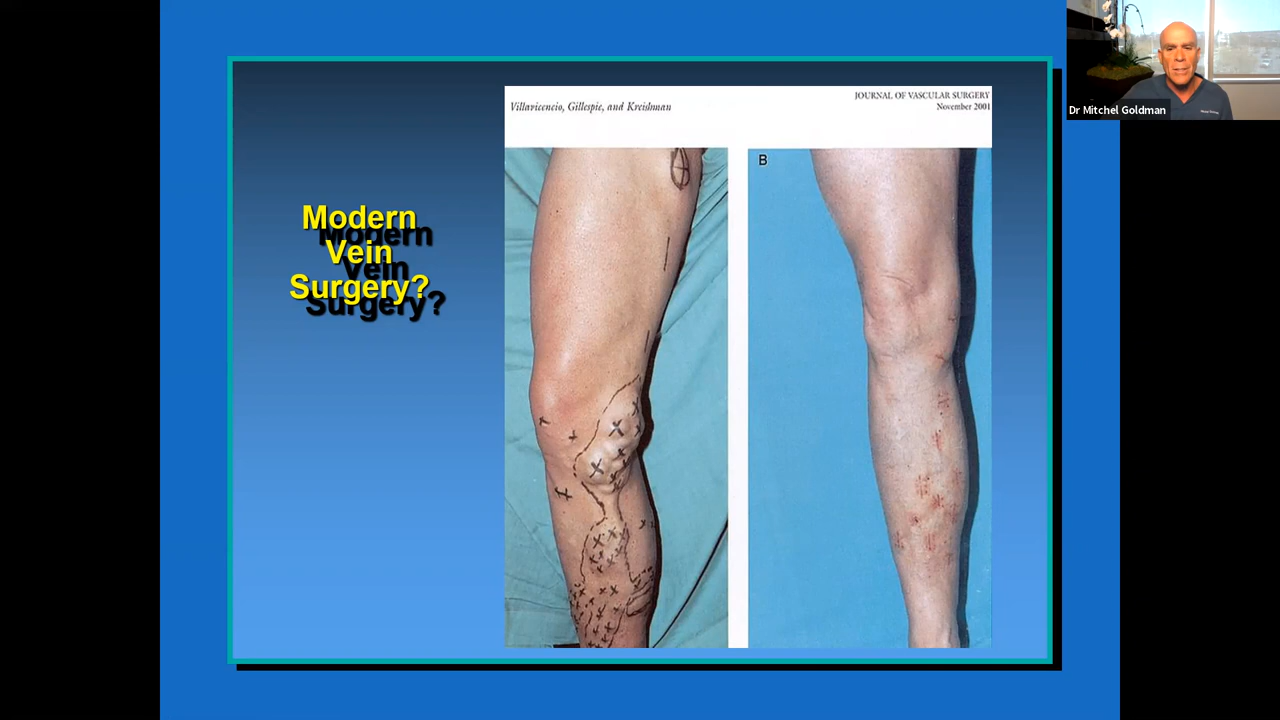 Modern
Vein
Surgery?
Villavicencio, Gillespie, and Kreishman
JOURNAL OF VASCULAR SURGERY
November 2001
B
Dr Mitchel Goldman